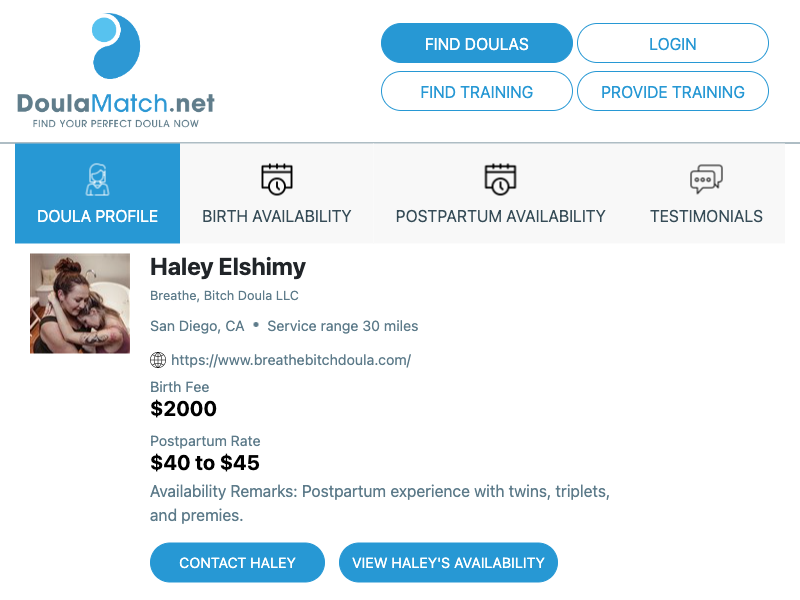 DoulaMatch.net
FIND YOUR PERFECT DOULA NOW
FIND DOULAS
LOGIN
FIND TRAINING
PROVIDE TRAINING
DOULA PROFILE
BIRTH AVAILABILITY
POSTPARTUM AVAILABILITY
TESTIMONIALS
Haley Elshimy
Breathe, Bitch Doula LLC
San Diego, CA • Service range 30 miles
https://www.breathebitchdoula.com/
Birth Fee
$2000
Postpartum Rate
$40 to $45
Availability Remarks: Postpartum experience with twins, triplets,
and premies.
CONTACT HALEY
VIEW HALEY'S AVAILABILITY